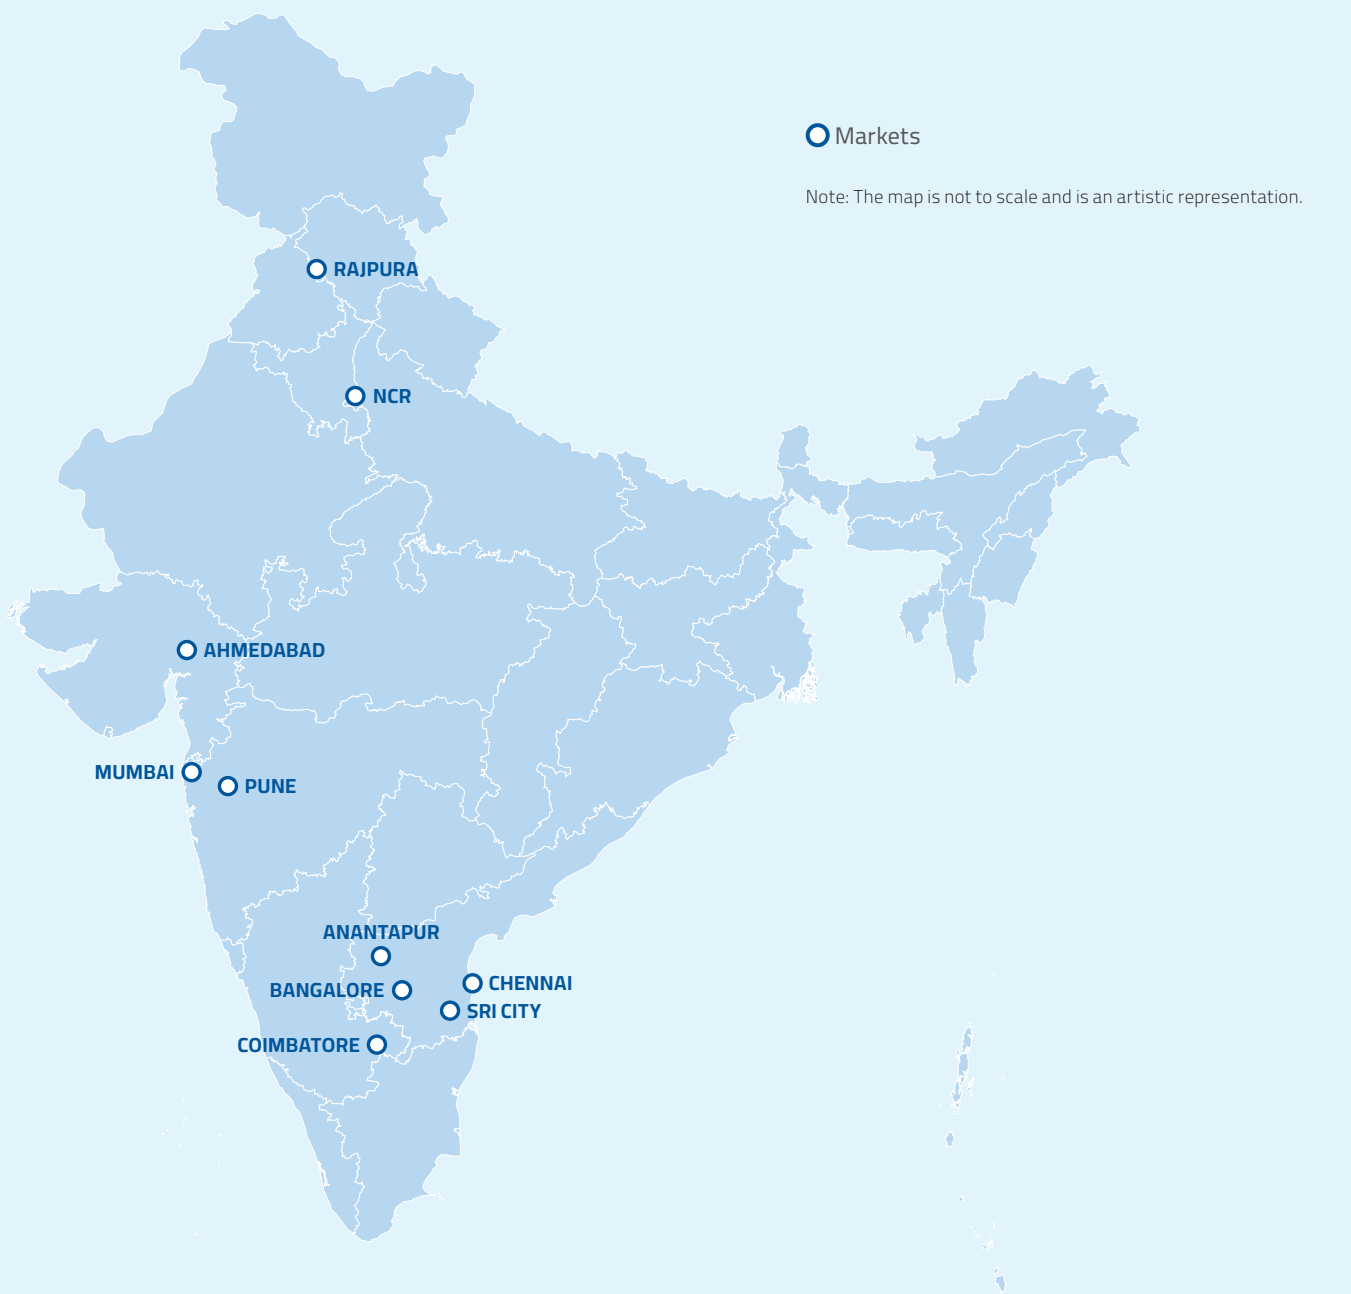 Markets
Note: The map is not to scale and is an artistic representation.
RAJPURA
NCR
AHMEDABAD
MUMBAI
PUNE
ANANTAPUR
CHENNAI
BANGALORE
SRI CITY
COIMBATORE